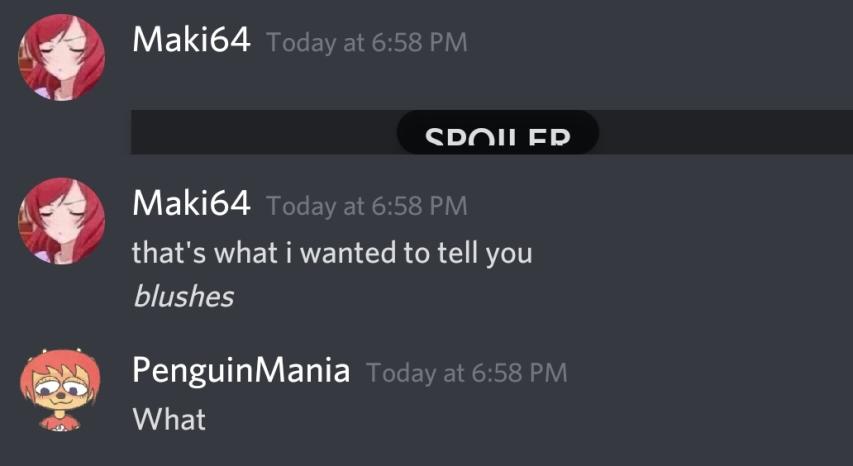 Maki64 Today at 6:58 PM
SPOILER
Maki64 Today at 6:58 PM
that's what i wanted to tell you
blushes
PenguinMania Today at 6:58 PM
What